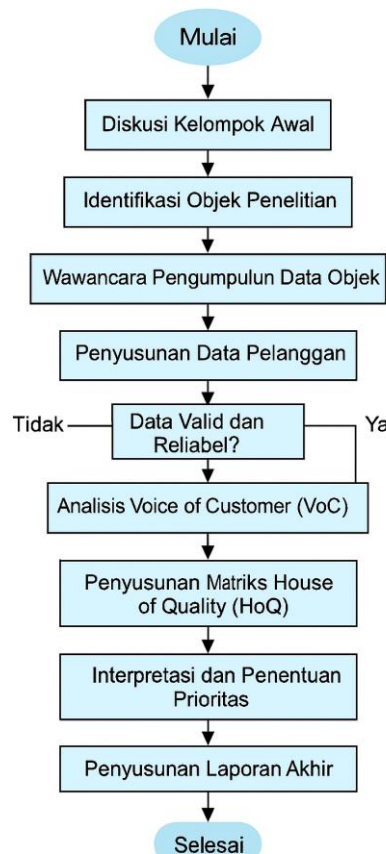 Mulai
Diskusi Kelompok Awal
Identifikasi Objek Penelitian
Wawancara Pengumpulun Data Objek
Penyusunan Data Pelanggan
Tidak
Data Valid dan
Reliabel?
Ya
Analisis Voice of Customer (VoC)
Penyusunan Matriks House
of Quality (HoQ)
Interpretasi dan Penentuan
Prioritas
Penyusunan Laporan Akhir
Selesai